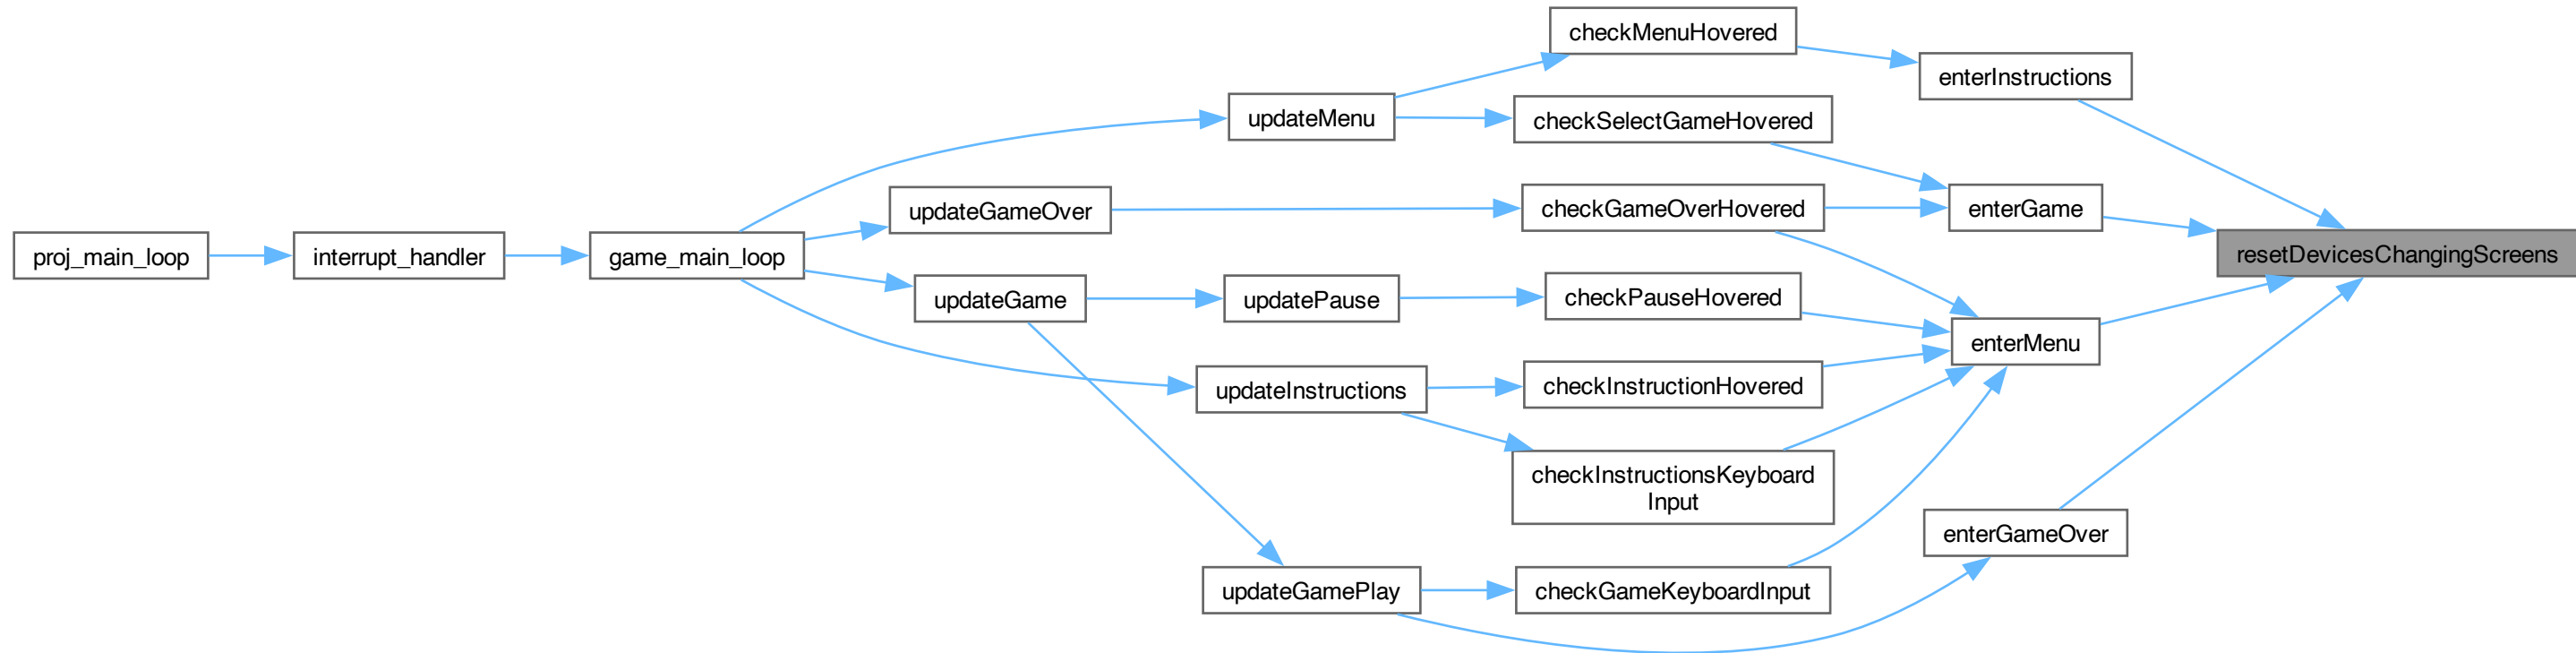 checkMenuHovered
enterInstructions
updateMenu
checkSelectGameHovered
updateGameOver
checkGameOverHovered
enterGame
proj_main_loop
interrupt_handler
game_main_loop
resetDevicesChangingScreens
updateGame
updatePause
checkPauseHovered
enterMenu
updateInstructions
checkInstructionHovered
checkInstructionsKeyboard
Input
enterGameOver
updateGamePlay
checkGameKeyboardInput